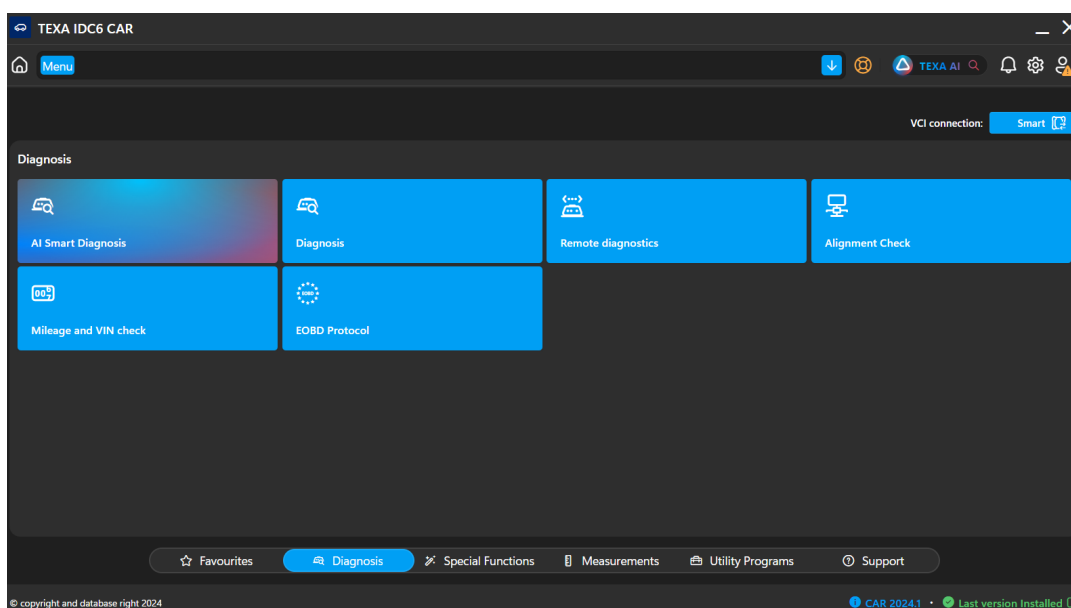 TEXA IDC6 CAR
Menu
TEXA AI
VCI connection: Smart
Diagnosis
AI Smart Diagnosis
Diagnosis
Remote diagnostics
Alignment Check
Mileage and VIN check
EOBD Protocol
Favourites Diagnosis Special Functions Measurements Utility Programs Support
© copyright and database right 2024
CAR 2024.1 • Last version Installed